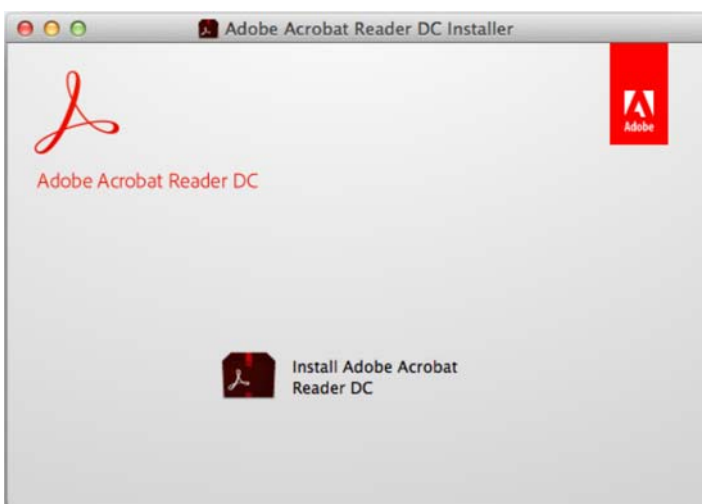 Adobe Acrobat Reader DC Installer
Adobe
Adobe Acrobat Reader DC
Install Adobe Acrobat
Reader DC